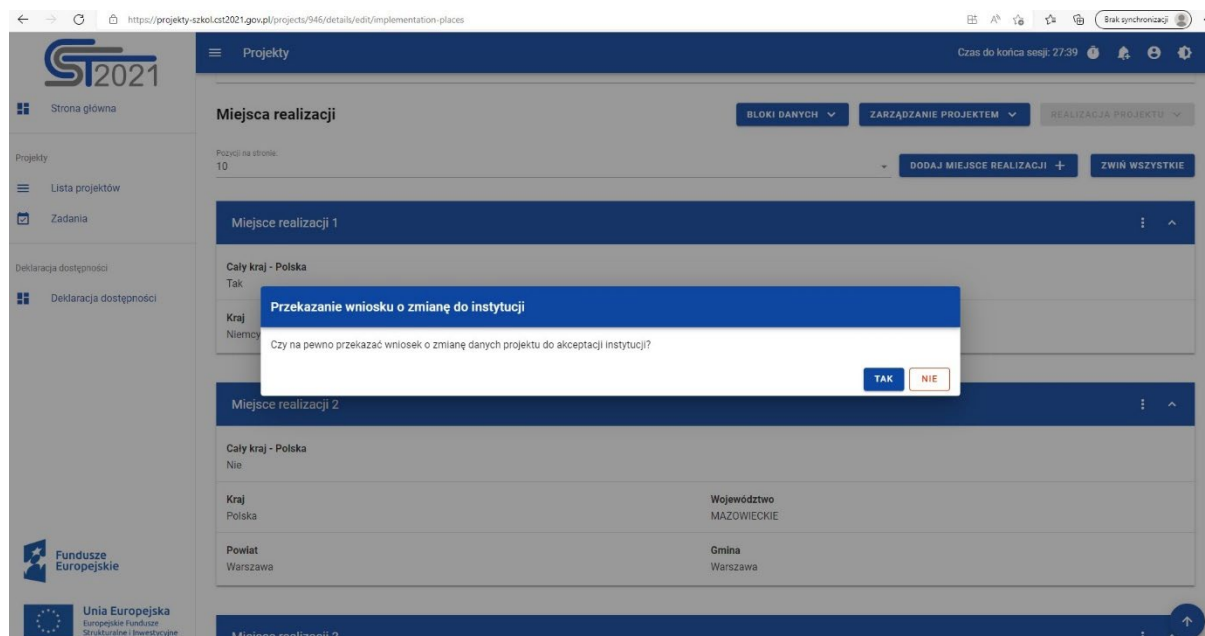 https://projekty-szkol.cst2021.gov.pl/projects/946/details/edit/implementation-places
Brak synchronizacji
ST2021
Projekty
Czas do końca sesji: 27:39
Strona główna
Projekty
Lista projektów
Zadania
Deklaracja dostępności
Deklaracja dostępności
Miejsca realizacji
BLOKI DANYCH
ZARZĄDZANIE PROJEKTEM
REALIZACJA PROJEKTU
Pozycji na stronie:
10
DODAJ MIEJSCE REALIZACJI +
ZWIŃ WSZYSTKIE
Miejsce realizacji 1
Cały kraj - Polska
Tak
Kraj
Niemcy
Przekazanie wniosku o zmianę do instytucji
Czy na pewno przekazać wniosek o zmianę danych projektu do akceptacji instytucji?
TAK
NIE
Miejsce realizacji 2
Cały kraj - Polska
Nie
Kraj
Województwo
Polska
MAZOWIECKIE
Powiat
Gmina
Warszawa
Warszawa
Miejsce realizacji 3
Fundusze
Europejskie
Unia Europejska
Europejskie Fundusze
Strukturalne i Inwestycyjne